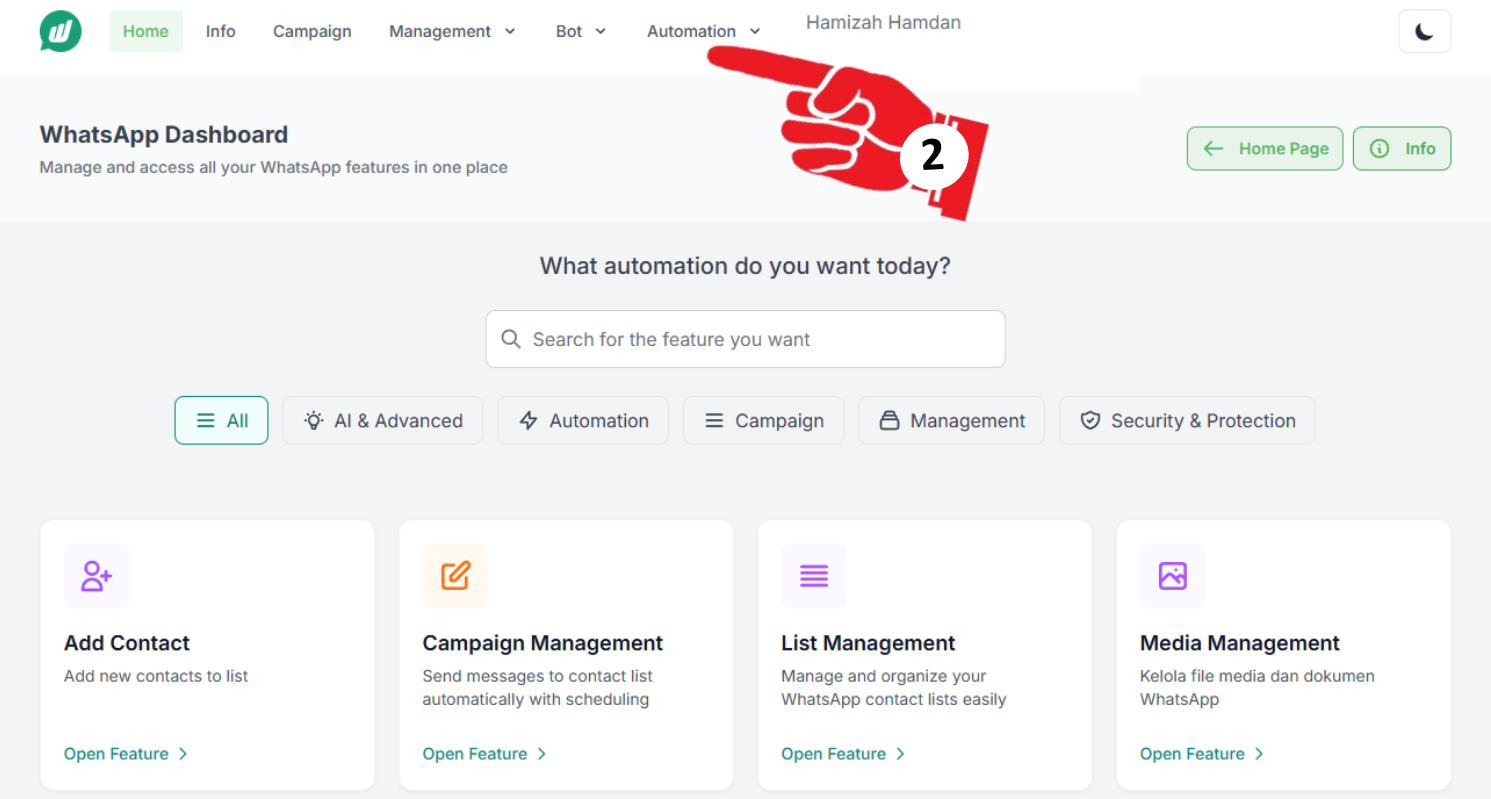 Home Info Campaign Management Bot Automation Hamizah Hamdan
WhatsApp Dashboard
Manage and access all your WhatsApp features in one place
2
Home Page Info
What automation do you want today?
Search for the feature you want
All AI & Advanced Automation Campaign Management Security & Protection
Add Contact
Add new contacts to list
Open Feature
Campaign Management
Send messages to contact list
automatically with scheduling
Open Feature
List Management
Manage and organize your
WhatsApp contact lists easily
Open Feature
Media Management
Kelola file media dan dokumen
WhatsApp
Open Feature